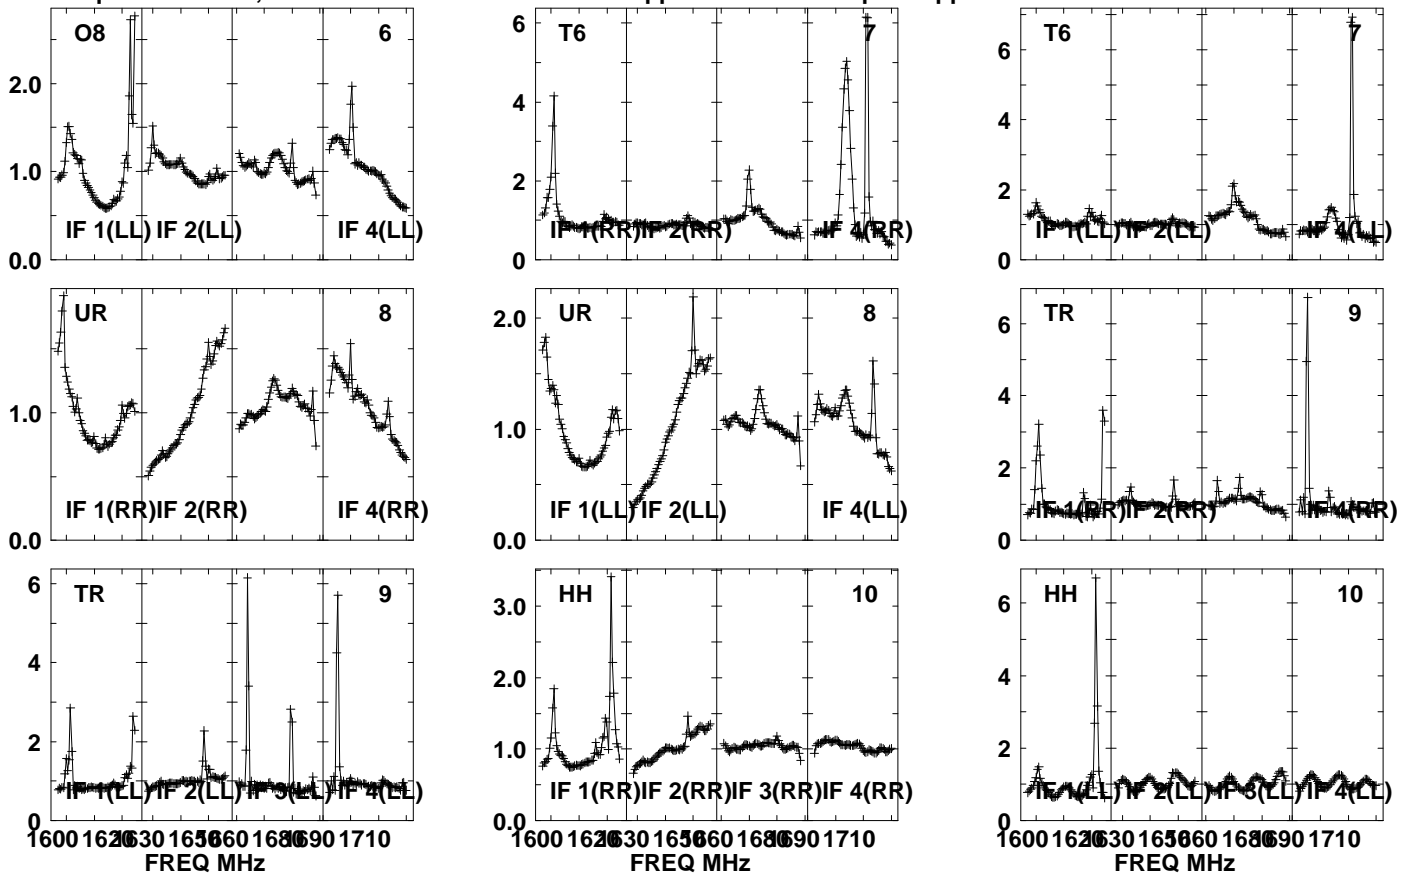 O8 6
2.0
1.0
0.0
IF 1(LL) IF 2(LL) IF 4(LL)
T6 7
6
4
2
0
IF 1(RR) IF 2(RR) IF 4(RR)
T6 7
6
4
2
0
IF 1(LL) IF 2(LL) IF 4(LL)
UR 8
1.0
0.0
IF 1(RR) IF 2(RR) IF 4(RR)
UR 8
2.0
1.0
0.0
IF 1(LL) IF 2(LL) IF 4(LL)
TR 9
6
4
2
0
IF 1(RR) IF 2(RR) IF 4(RR)
TR 9
6
4
2
0
IF 1(LL) IF 2(LL) IF 3(LL) IF 4(LL)
1600 1620 1630 1650 1660 1680 1690 1710
FREQ MHz
HH 10
3.0
2.0
1.0
0.0
IF 1(RR) IF 2(RR) IF 3(RR) IF 4(RR)
1600 1620 1630 1650 1660 1680 1690 1710
FREQ MHz
HH 10
6
4
2
0
IF 1(LL) IF 2(LL) IF 3(LL) IF 4(LL)
1600 1620 1630 1650 1660 1680 1690 1710
FREQ MHz